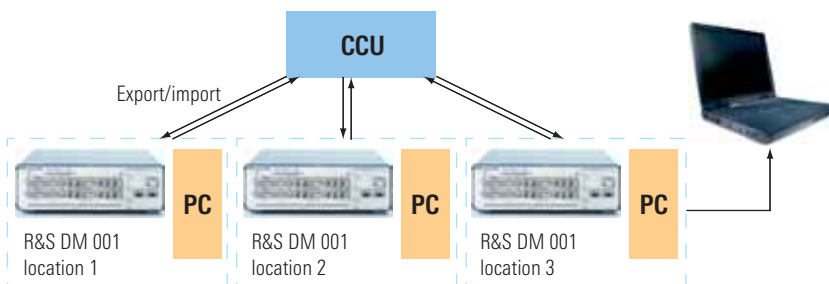 CCU
Export/import
PC
PC
PC
R&S DM 001
location 1
R&S DM 001
location 2
R&S DM 001
location 3